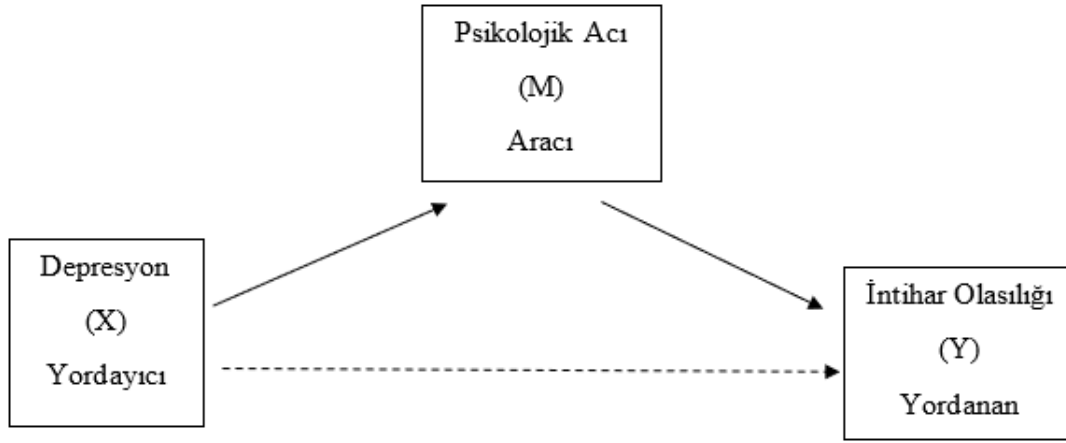 Psikolojik Acı
(M)
Aracı
Depresyon
(X)
Yordayıcı
İntihar Olasılığı
(Y)
Yordanan